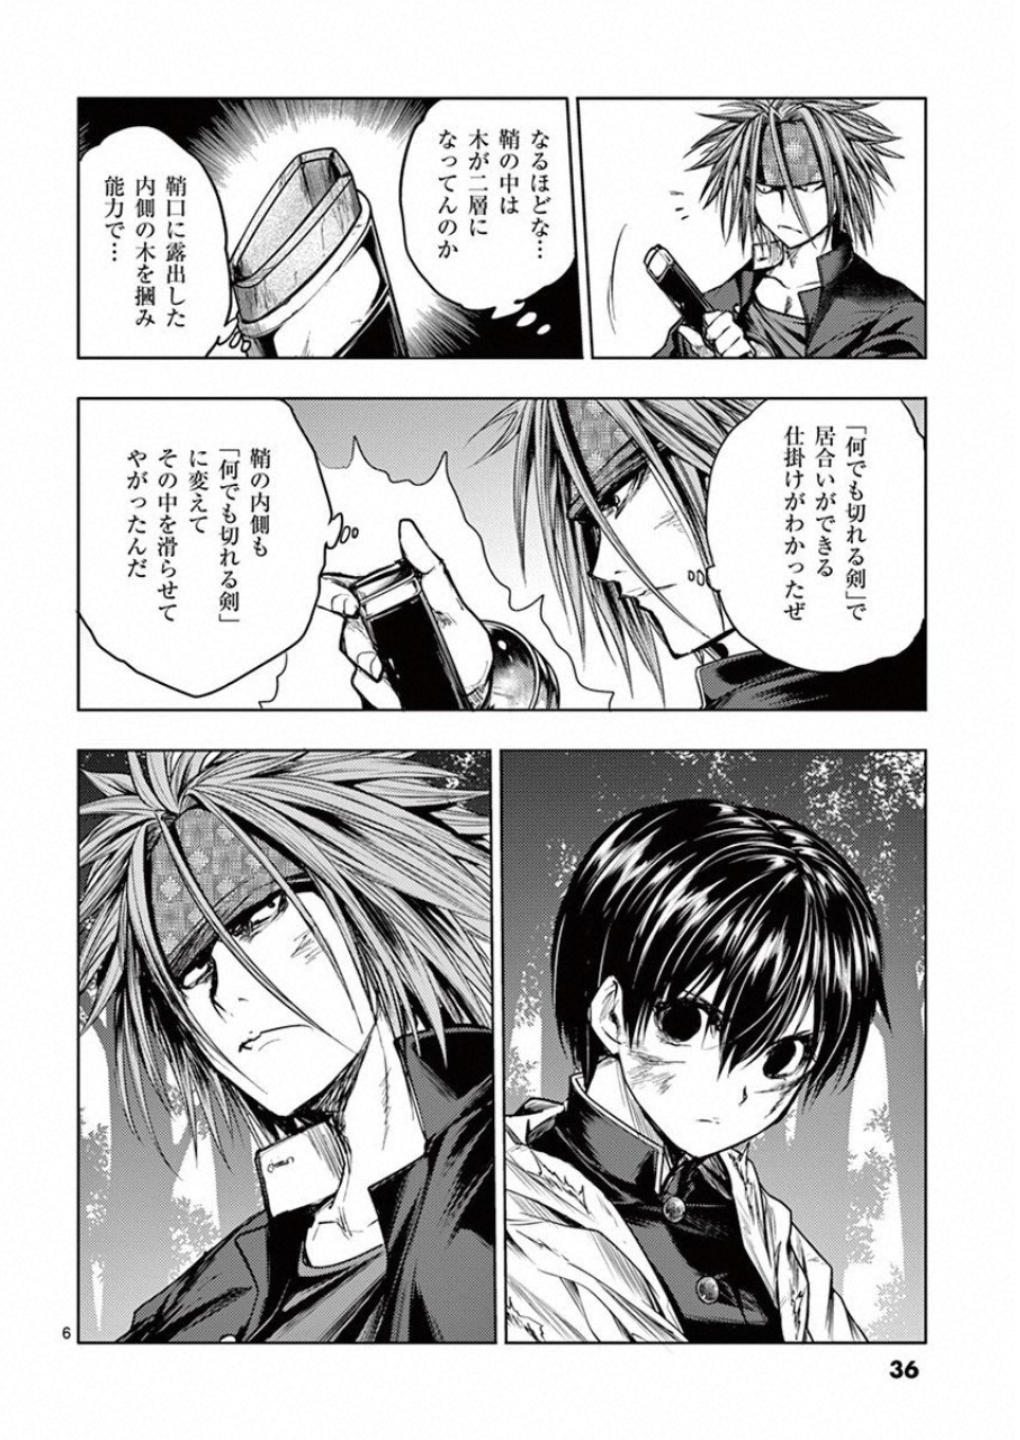 なるほどな…
鞘の中は
木が二層に
なってんのか
鞘口に露出した
内側の木を掴み
能力で…
「何でも切れる剣」で
居合いができる
仕掛けがわかったぜ
鞘の内側も
「何でも切れる剣」
に変えて
その中を滑らせて
やがったんだ
6
36